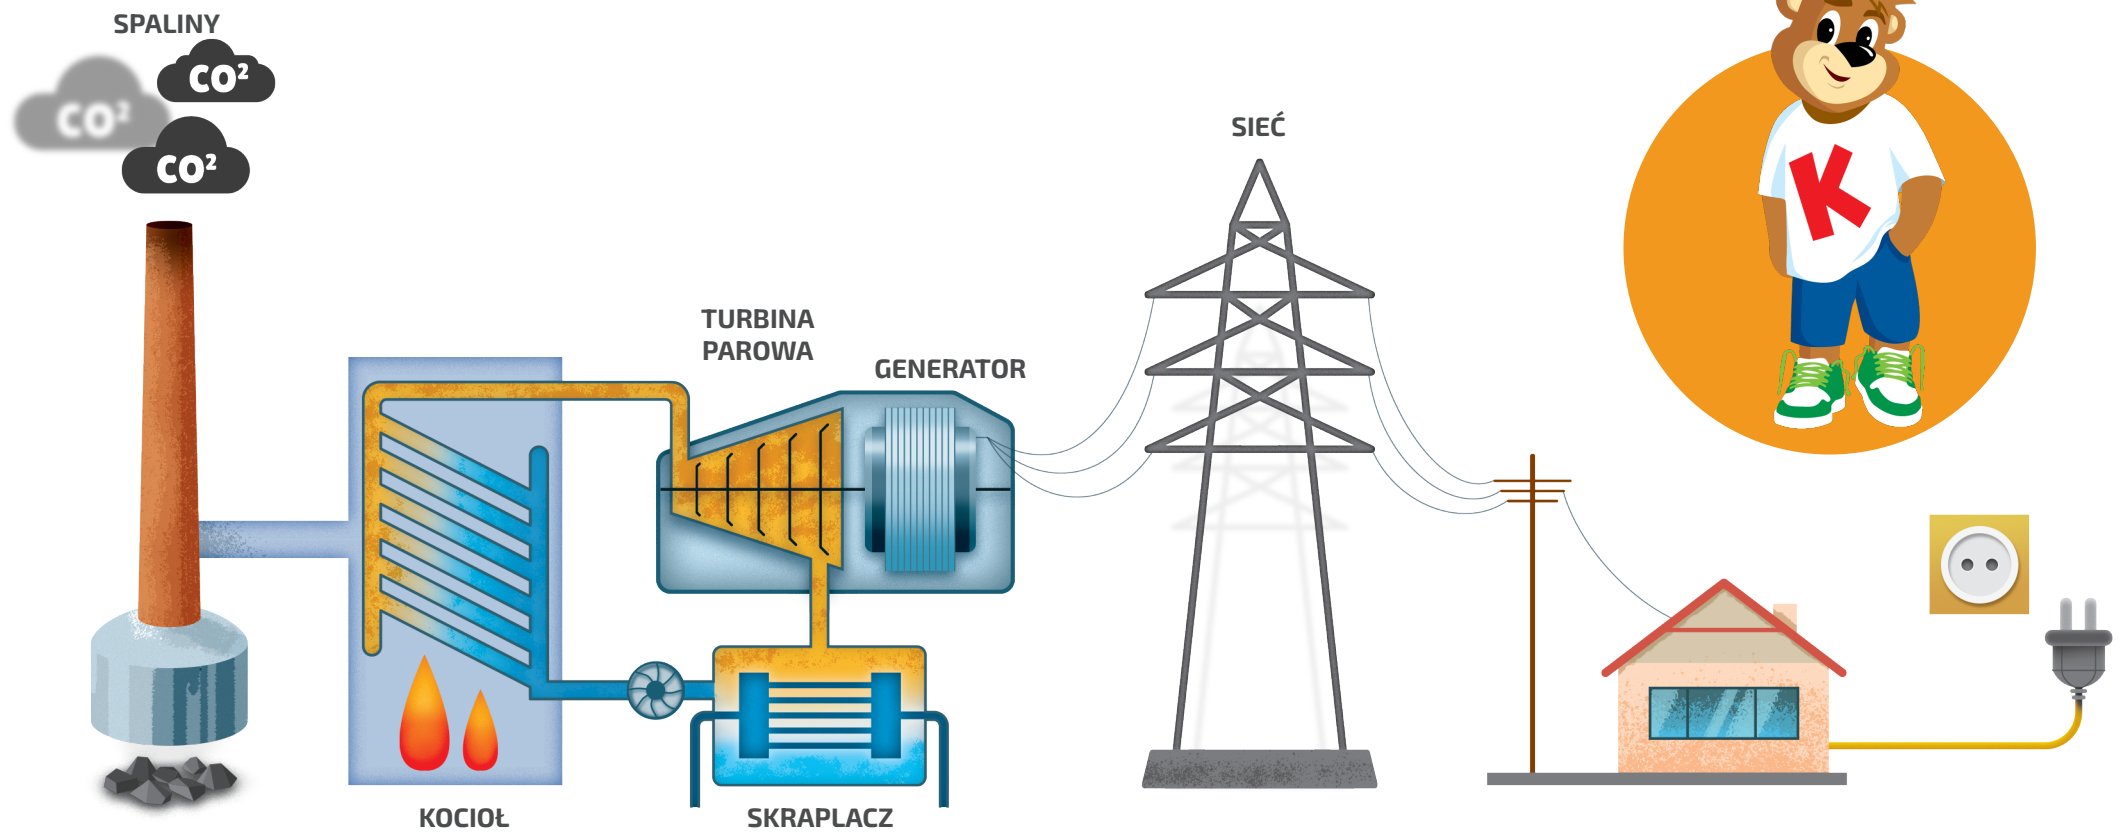 SPALINY
CO²
CO²
CO²
SIEĆ
K
TURBINA
PAROWA
GENERATOR
KOCIOŁ
SKRAPLACZ